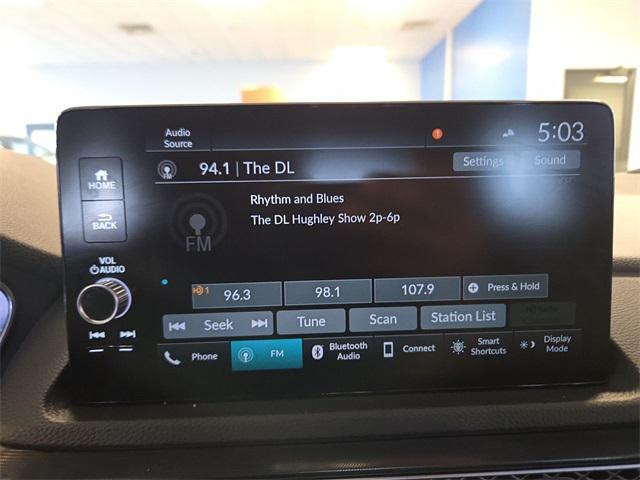 Audio
Source
1
5:03
94.1 | The DL
Settings
Sound
HOME
BACK
Rhythm and Blues
The DL Hughley Show 2p-6p
FM
VOL
AUDIO
1 96.3
98.1
107.9
Press & Hold
Seek
Tune
Scan
Station List
Phone
FM
Bluetooth
Audio
Connect
Smart
Shortcuts
Display
Mode